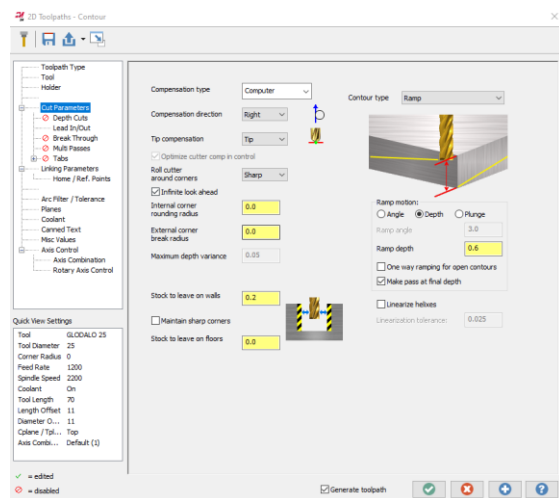 2D Toolpaths - Contour
Toolpath Type
Tool
Holder
Cut Parameters
Depth Cuts
Lead In/Out
Break Through
Multi Passes
Tabs
Linking Parameters
Home / Ref. Points
Arc Filter / Tolerance
Planes
Coolant
Canned Text
Misc Values
Axis Control
Axis Combination
Rotary Axis Control
Quick View Settings
Tool GLODALO 25
Tool Diameter 25
Corner Radius 0
Feed Rate 1200
Spindle Speed 2200
Coolant On
Tool Length 70
Length Offset 11
Diameter O... 11
Cplane / Tpl... Top
Axis Combi... Default (1)
= edited
= disabled
Compensation type Computer
Compensation direction Right
Tip compensation Tip
Optimize cutter comp in control
Roll cutter
around corners Sharp
Infinite look ahead
Internal corner
rounding radius 0.0
External corner
break radius 0.0
Maximum depth variance 0.05
Stock to leave on walls 0.2
Maintain sharp corners
Stock to leave on floors 0.0
Contour type Ramp
Ramp motion:
Angle Depth Plunge
Ramp angle 3.0
Ramp depth 0.6
One way ramping for open contours
Make pass at final depth
Linearize helixes
Linearization tolerance: 0.025
Generate toolpath